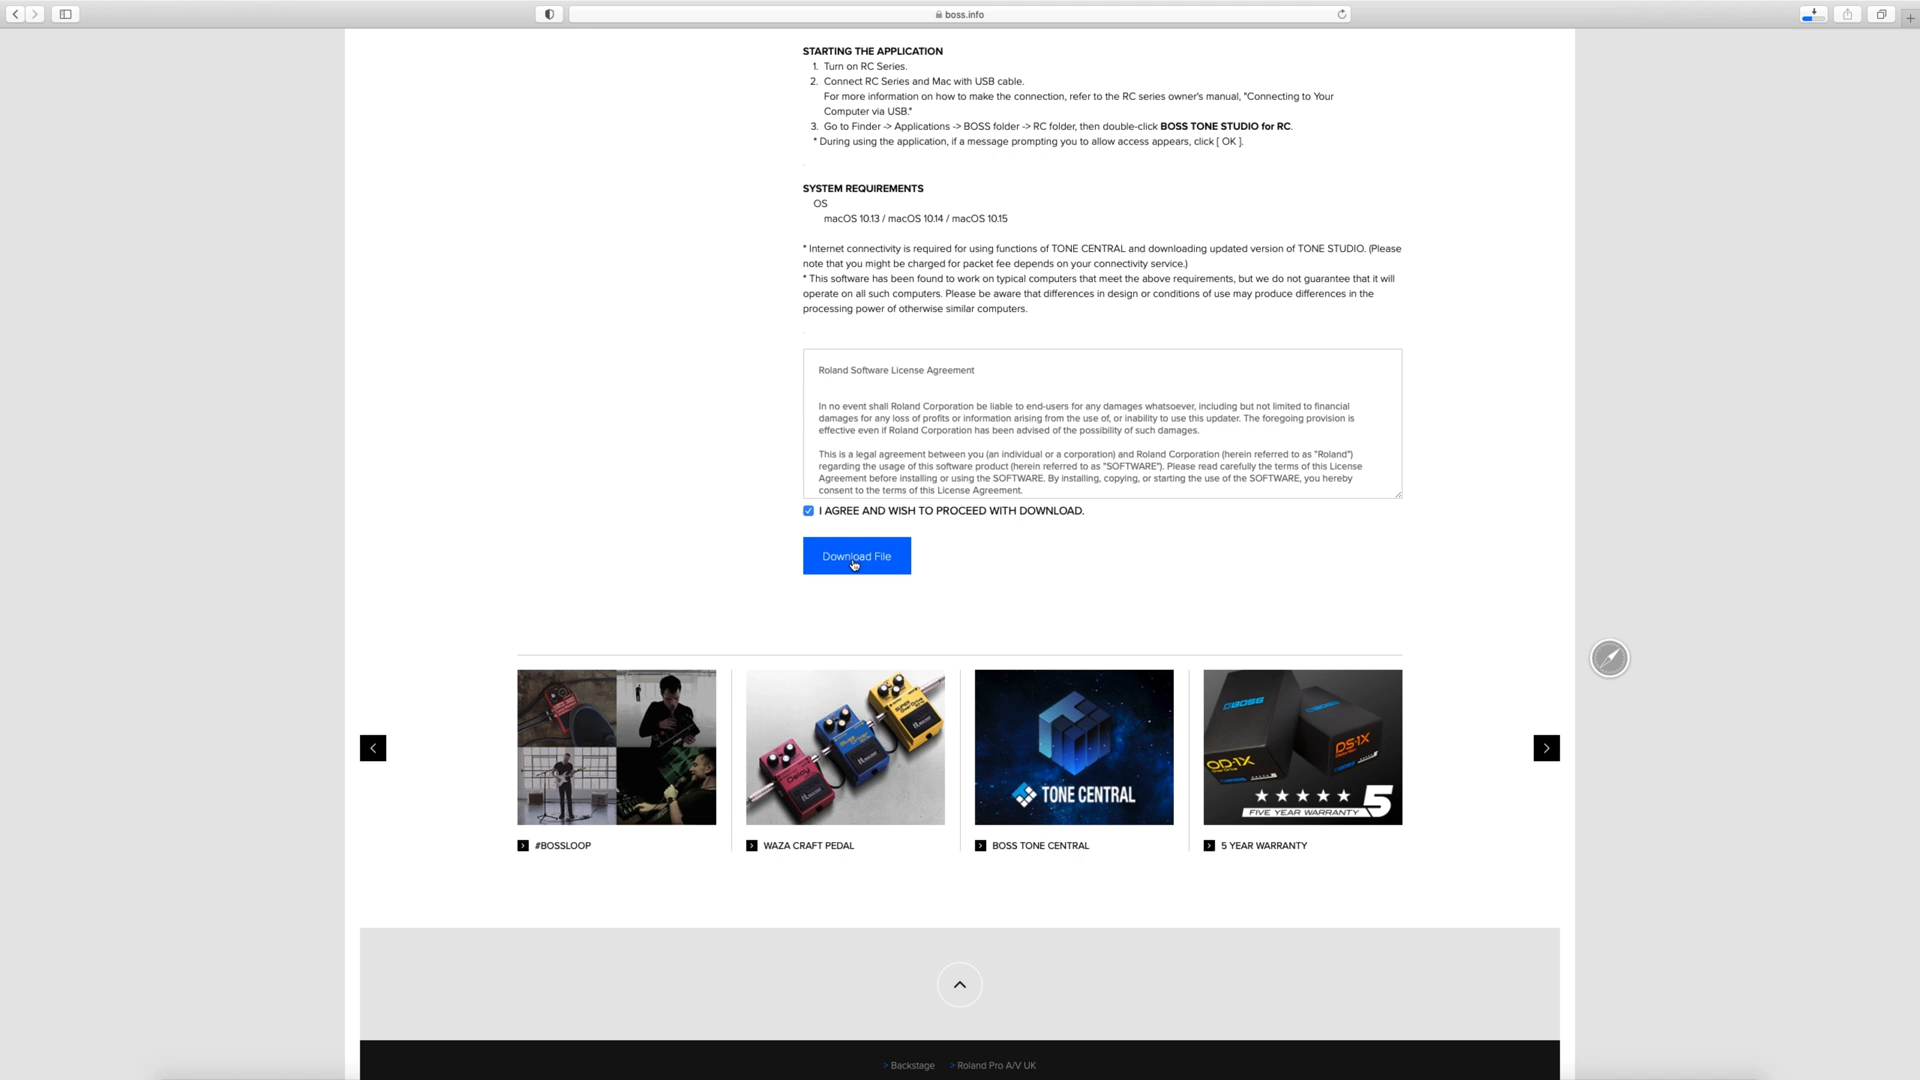 boss.info
STARTING THE APPLICATION
1. Turn on RC Series.
2. Connect RC Series and Mac with USB cable.
For more information on how to make the connection, refer to the RC series owner's manual, "Connecting to Your
Computer via USB."
3. Go to Finder -> Applications -> BOSS folder -> RC folder, then double-click BOSS TONE STUDIO for RC.
* During using the application, if a message prompting you to allow access appears, click [ OK ].
SYSTEM REQUIREMENTS
OS
macOS 10.13 / macOS 10.14 / macOS 10.15
* Internet connectivity is required for using functions of TONE CENTRAL and downloading updated version of TONE STUDIO. (Please
note that you might be charged for packet fee depends on your connectivity service.)
* This software has been found to work on typical computers that meet the above requirements, but we do not guarantee that it will
operate on all such computers. Please be aware that differences in design or conditions of use may produce differences in the
processing power of otherwise similar computers.
Roland Software License Agreement
In no event shall Roland Corporation be liable to end-users for any damages whatsoever, including but not limited to financial
damages for any loss of profits or information arising from the use of, or inability to use this updater. The foregoing provision is
effective even if Roland Corporation has been advised of the possibility of such damages.
This is a legal agreement between you (an individual or a corporation) and Roland Corporation (herein referred to as "Roland")
regarding the usage of this software product (herein referred to as "SOFTWARE"). Please read carefully the terms of this License
Agreement before installing or using the SOFTWARE. By installing, copying, or starting the use of the SOFTWARE, you hereby
consent to the terms of this License Agreement.
I AGREE AND WISH TO PROCEED WITH DOWNLOAD.
Download File
Delay
TONE CENTRAL
BOSS
OD-1X
DS-1X
5
FIVE YEAR WARRANTY
#BOSSLOOP
WAZA CRAFT PEDAL
BOSS TONE CENTRAL
5 YEAR WARRANTY
> Backstage > Roland Pro A/V UK